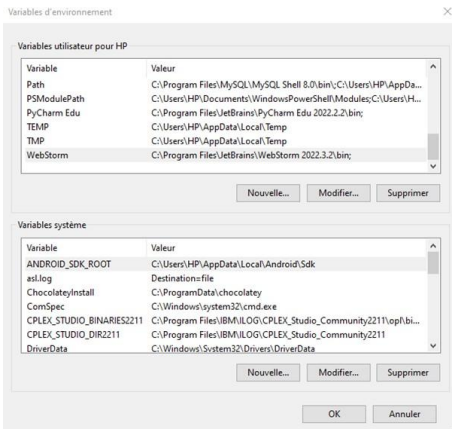 Variables d'environnement
Variables utilisateur pour HP
Variable Valeur
Path C:\Program Files\MySQL\MySQL Shell 8.0\bin\;C:\Users\HP\AppDa...
PSModulePath C:\Users\HP\Documents\WindowsPowerShell\Modules;C:\Users\H...
PyCharm Edu C:\Program Files\JetBrains\PyCharm Edu 2022.2.2\bin;
TEMP C:\Users\HP\AppData\Local\Temp
TMP C:\Users\HP\AppData\Local\Temp
WebStorm C:\Program Files\JetBrains\WebStorm 2022.3.2\bin;
Nouvelle... Modifier... Supprimer
Variables système
Variable Valeur
ANDROID_SDK_ROOT C:\Users\HP\AppData\Local\Android\Sdk
asl.log Destination=file
ChocolateyInstall C:\ProgramData\chocolatey
ComSpec C:\Windows\system32\cmd.exe
CPLEX_STUDIO_BINARIES2211 C:\Program Files\IBM\ILOG\CPLEX_Studio_Community2211\opl\bi...
CPLEX_STUDIO_DIR2211 C:\Program Files\IBM\ILOG\CPLEX_Studio_Community2211
DriverData C:\Windows\System32\Drivers\DriverData
Nouvelle... Modifier... Supprimer
OK Annuler